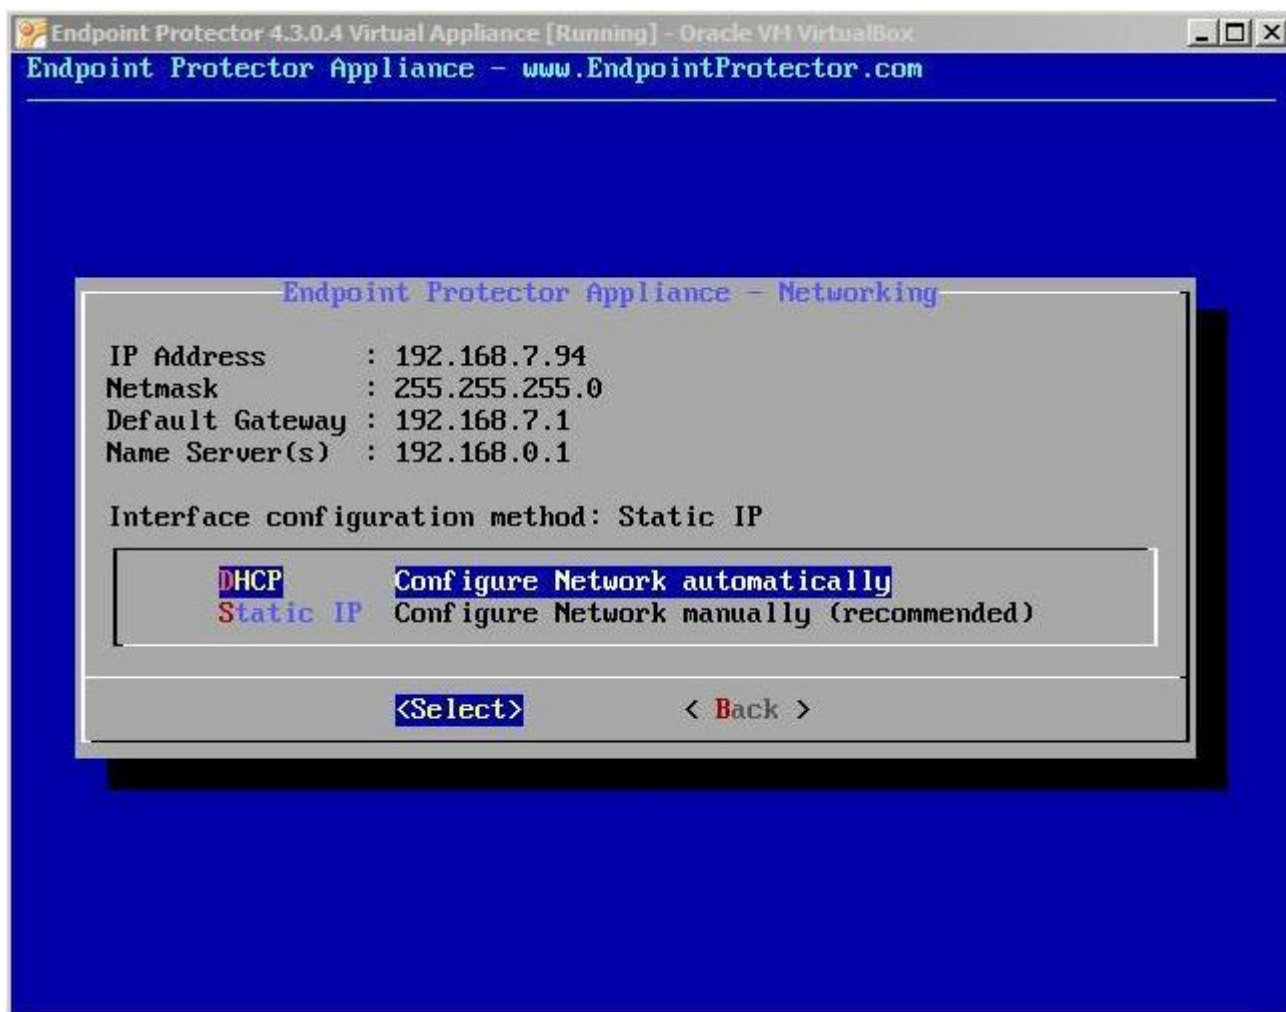 Endpoint Protector 4.3.0.4 Virtual Appliance [Running] - Oracle VM VirtualBox
Endpoint Protector Appliance - www.EndpointProtector.com
Endpoint Protector Appliance - Networking
IP Address : 192.168.7.94
Netmask : 255.255.255.0
Default Gateway : 192.168.7.1
Name Server(s) : 192.168.0.1
Interface configuration method: Static IP
DHCP Configure Network automatically
Static IP Configure Network manually (recommended)
<Select> < Back >